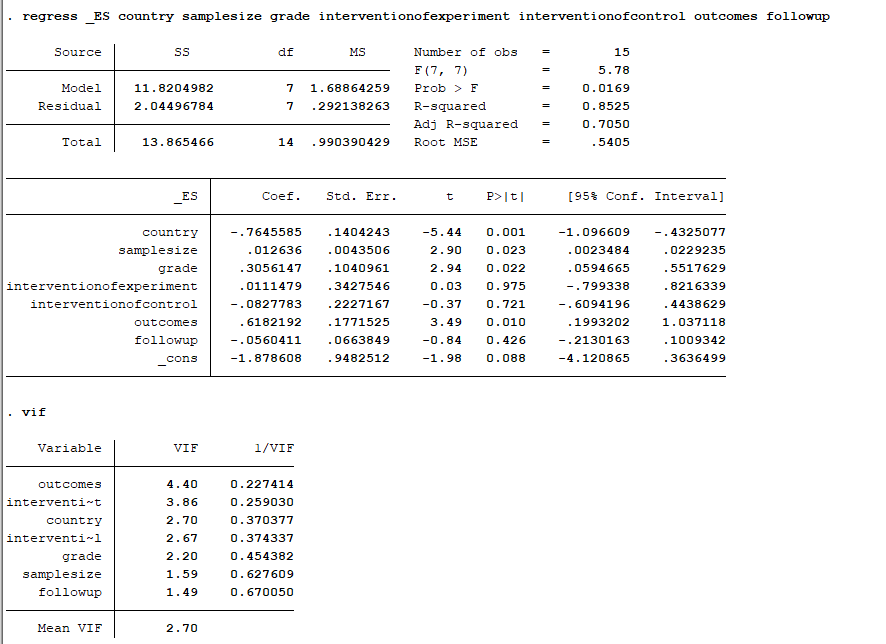 . regress _ES country samplesize grade interventionofexperiment interventionofcontrol outcomes followup
Source SS df MS Number of obs = 15
F(7, 7) = 5.78
Model 11.8204982 7 1.68864259 Prob > F = 0.0169
Residual 2.04496784 7 .292138263 R-squared = 0.8525
Adj R-squared = 0.7050
Total 13.865466 14 .990390429 Root MSE = .5405
_ES Coef. Std. Err. t P>|t| [95% Conf. Interval]
country -.7645585 .1404243 -5.44 0.001 -1.096609 -.4325077
samplesize .012636 .0043506 2.90 0.023 .0023484 .0229235
grade .3056147 .1040961 2.94 0.022 .0594665 .5517629
interventionofexperiment .0111479 .3427546 0.03 0.975 -.799338 .8216339
interventionofcontrol -.0827783 .2227167 -0.37 0.721 -.6094196 .4438629
outcomes .6182192 .1771525 3.49 0.010 .1993202 1.037118
followup -.0560411 .0663849 -0.84 0.426 -.2130163 .1009342
_cons -1.878608 .9482512 -1.98 0.088 -4.120865 .3636499
. vif
Variable VIF 1/VIF
outcomes 4.40 0.227414
interventi~t 3.86 0.259030
country 2.70 0.370377
interventi~l 2.67 0.374337
grade 2.20 0.454382
samplesize 1.59 0.627609
followup 1.49 0.670050
Mean VIF 2.70